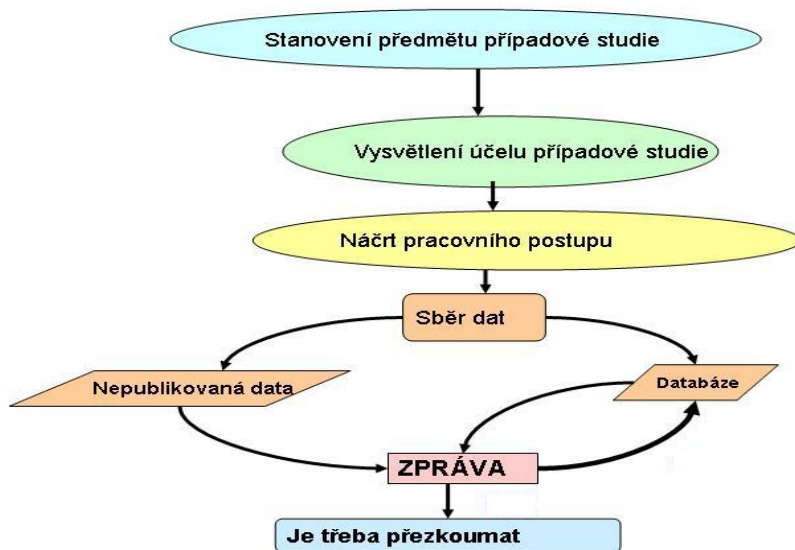 Stanovení předmětu případové studie
Vysvětlení účelu případové studie
Náčrt pracovního postupu
Sběr dat
Nepublikovaná data
Databáze
ZPRÁVA
Je třeba přezkoumat